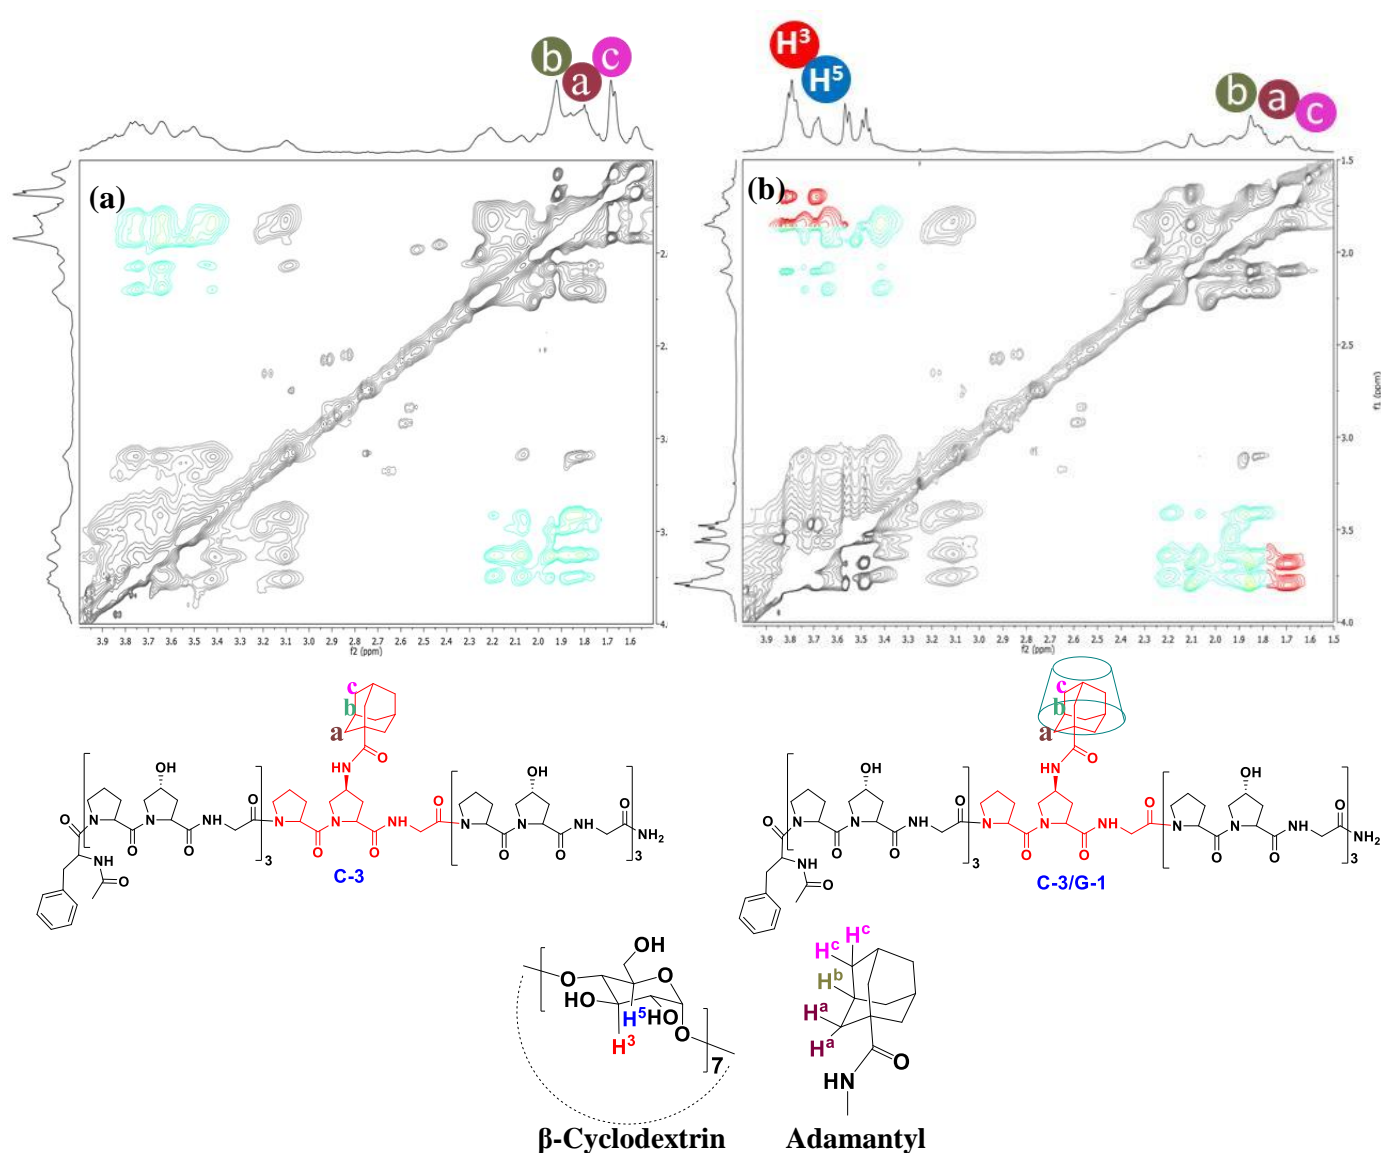 b a c
H³ H⁵ b a c
(a) (b)
1.5
2. 2.0
2. 2.5
3. 3.0
3. 3.5
4. 4.0
f1 (ppm)
3.9 3.7 3.5 3.3 3.1 3.0 2.8 2.7 2.6 2.5 2.4 2.3 2.2 2.1 2.0 1.9 1.8 1.7 1.6
f2 (ppm)
3.9 3.8 3.7 3.6 3.5 3.4 3.3 3.2 3.1 3.0 2.9 2.8 2.7 2.6 2.5 2.4 2.3 2.2 2.1 2.0 1.9 1.8 1.7 1.6 1.5
f2 (ppm)
c
b
a
O
HN
OH
OH
O
N N NH O
N N NH O
N N NH O
NH₂
O O O O O O O
3 3
NH
O
C-3
c
b
a
O
HN
OH
OH
O
N N NH O
N N NH O
N N NH O
NH₂
O O O O O O O
3 3
NH
O
C-3/G-1
OH
O O
HO
H⁵ HO
H³ O
7
Hᶜ Hᶜ
Hᵇ
Hᵃ
Hᵃ
O
HN
β-Cyclodextrin Adamantyl